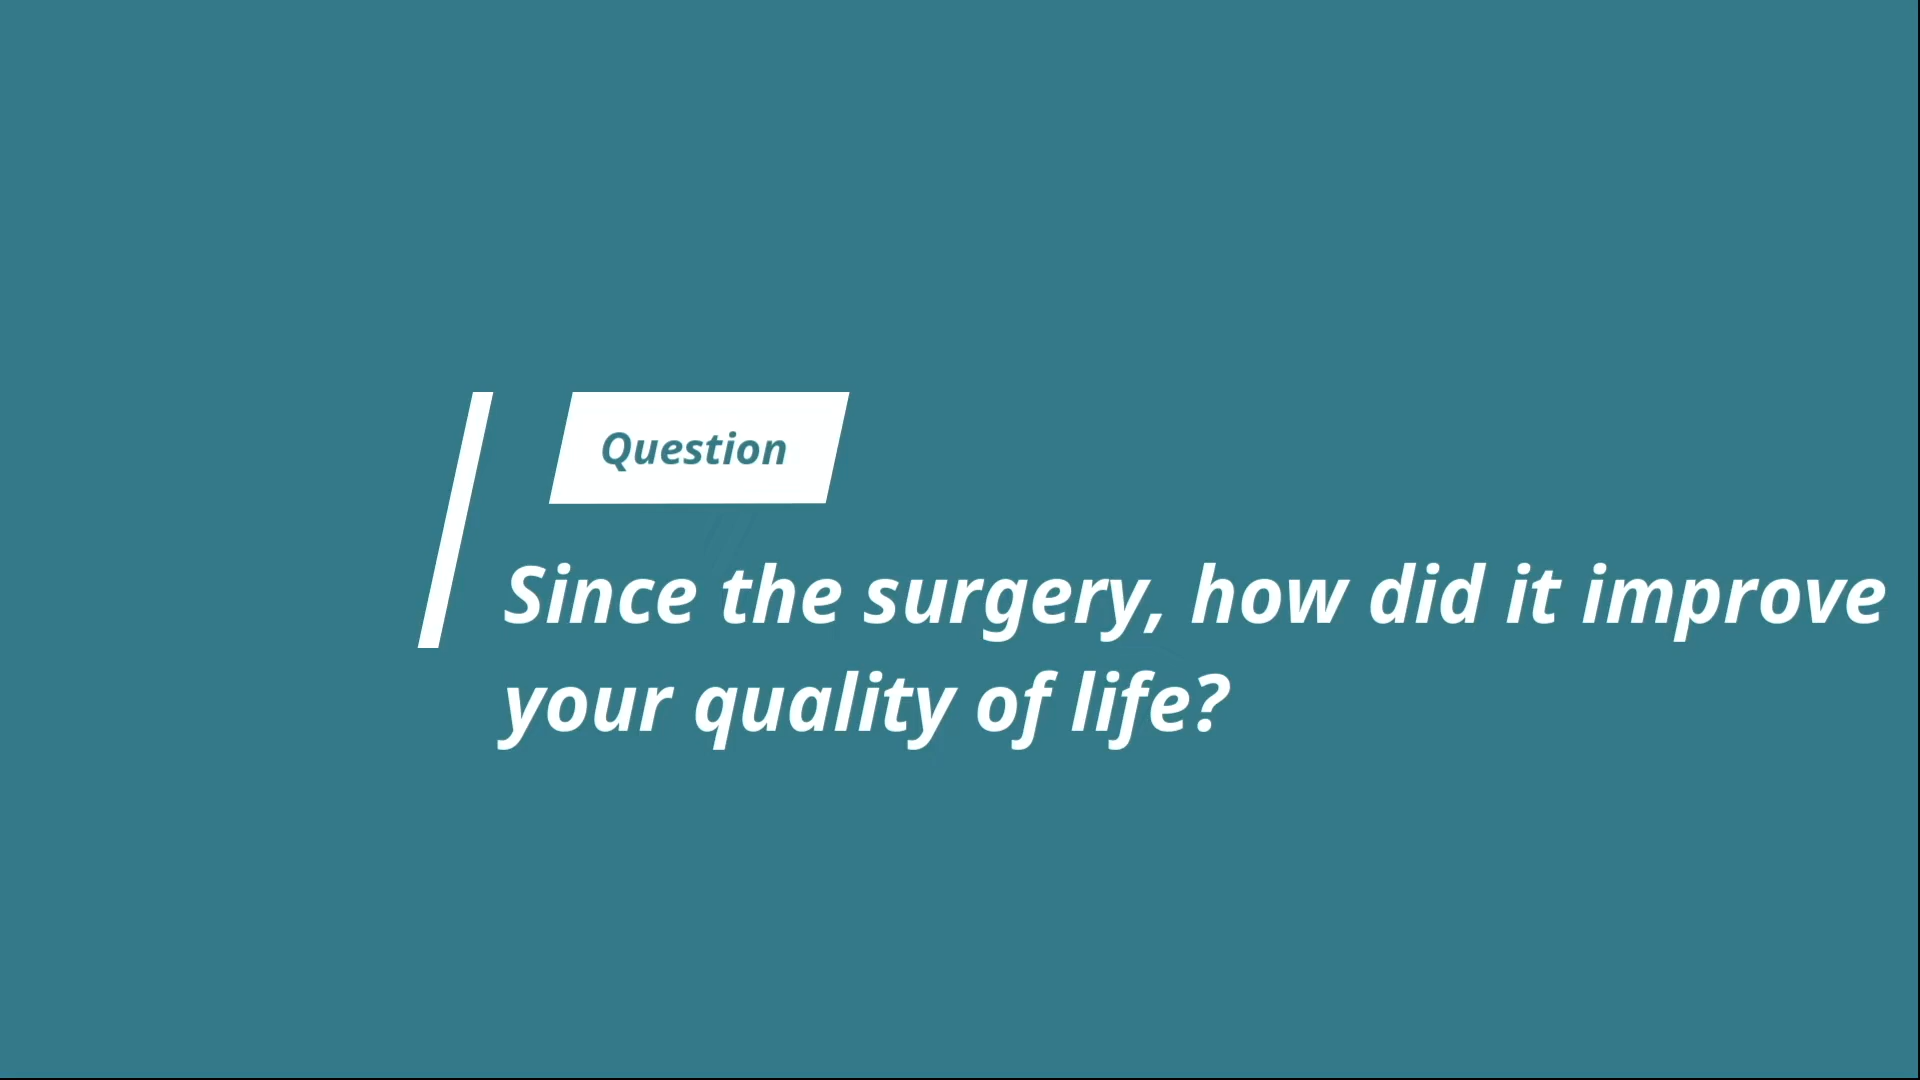 Question
Since the surgery, how did it improve
your quality of life?